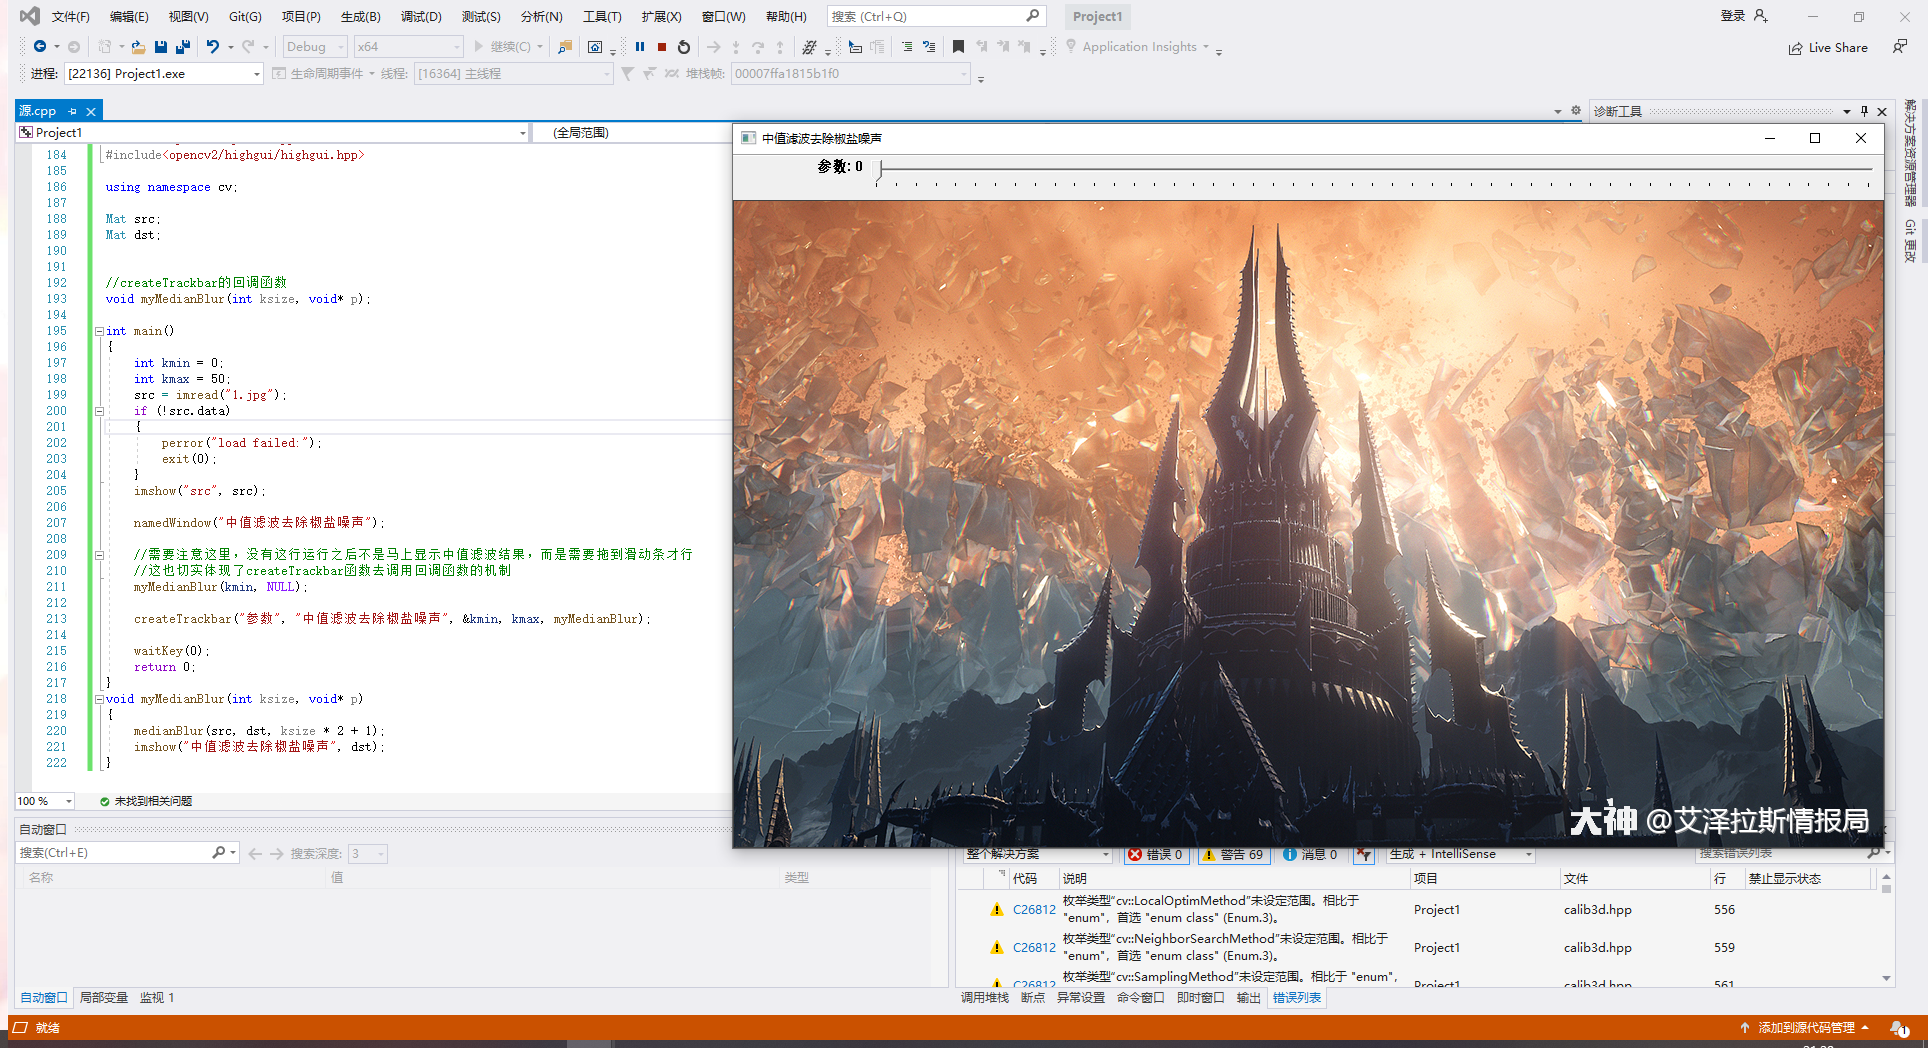 文件(F) 编辑(E) 视图(V) Git(G) 项目(P) 生成(B) 调试(D) 测试(S) 分析(N) 工具(T) 扩展(X) 窗口(W) 帮助(H) 搜索 (Ctrl+Q) Project1 登录
Debug x64 继续(C) Application Insights Live Share
进程: [22136] Project1.exe 生命周期事件 线程: [16364] 主线程 堆栈帧: 00007ffa1815b1f0
源.cpp 诊断工具
Project1 (全局范围)
184 #include<opencv2/highgui/highgui.hpp>
185
186 using namespace cv;
187
188 Mat src;
189 Mat dst;
190
191
192 //createTrackbar的回调函数
193 void myMedianBlur(int ksize, void* p);
194
195 int main()
196 {
197 int kmin = 0;
198 int kmax = 50;
199 src = imread("1.jpg");
200 if (!src.data)
201 {
202 perror("load failed:");
203 exit(0);
204 }
205 imshow("src", src);
206
207 namedWindow("中值滤波去除椒盐噪声");
208
209 //需要注意这里，没有这行运行之后不是马上显示中值滤波结果，而是需要拖到滑动条才行
210 //这也切实体现了createTrackbar函数去调用回调函数的机制
211 myMedianBlur(kmin, NULL);
212
213 createTrackbar("参数", "中值滤波去除椒盐噪声", &kmin, kmax, myMedianBlur);
214
215 waitKey(0);
216 return 0;
217 }
218 void myMedianBlur(int ksize, void* p)
219 {
220 medianBlur(src, dst, ksize * 2 + 1);
221 imshow("中值滤波去除椒盐噪声", dst);
222 }
100 % 未找到相关问题
中值滤波去除椒盐噪声
参数: 0
大神 @艾泽拉斯情报局
解决方案资源管理器
Git 更改
自动窗口
搜索(Ctrl+E) 搜索深度: 3
名称 值 类型
自动窗口 局部变量 监视 1
整个解决方案 错误 0 警告 69 消息 0 生成 + IntelliSense 搜索错误列表
代码 说明 项目 文件 行 禁止显示状态
C26812 枚举类型“cv::LocalOptimMethod”未设定范围。相比于 Project1 calib3d.hpp 556
"enum"，首选 "enum class" (Enum.3)。
C26812 枚举类型“cv::NeighborSearchMethod”未设定范围。相比于 Project1 calib3d.hpp 559
"enum"，首选 "enum class" (Enum.3)。
C26812 枚举类型“cv::SamplingMethod”未设定范围。相比于 "enum"， Project1 calib3d.hpp 561
调用堆栈 断点 异常设置 命令窗口 即时窗口 输出 错误列表
就绪 添加到源代码管理 1